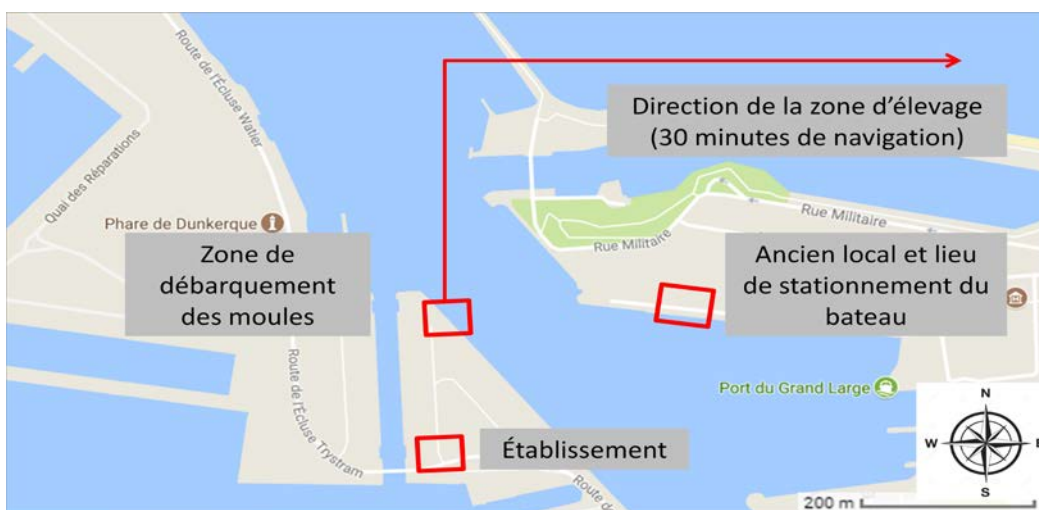 Route de l'Écluse Watier
Quai des Réparations
Phare de Dunkerque
Zone de
débarquement
des moules
Direction de la zone d'élevage
(30 minutes de navigation)
Rue Militaire
Rue Militaire
Ancien local et lieu
de stationnement du
bateau
Route de l'Écluse Trystram
Port du Grand Large
Établissement
Route de
N
W
E
S
200 m